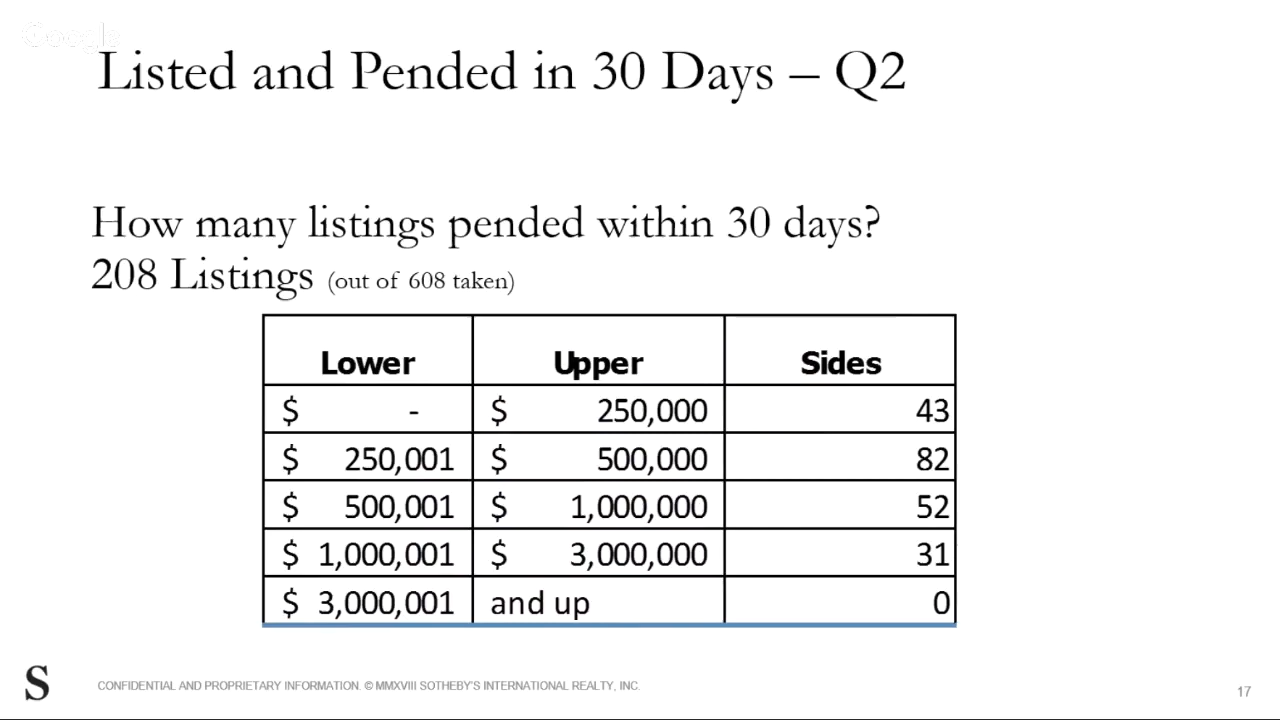 Google
Listed and Pended in 30 Days – Q2
How many listings pended within 30 days?
208 Listings (out of 608 taken)
Lower Upper Sides
$ - $ 250,000 43
$ 250,001 $ 500,000 82
$ 500,001 $ 1,000,000 52
$ 1,000,001 $ 3,000,000 31
$ 3,000,001 and up 0
S CONFIDENTIAL AND PROPRIETARY INFORMATION. © MMXVIII SOTHEBY'S INTERNATIONAL REALTY, INC. 17